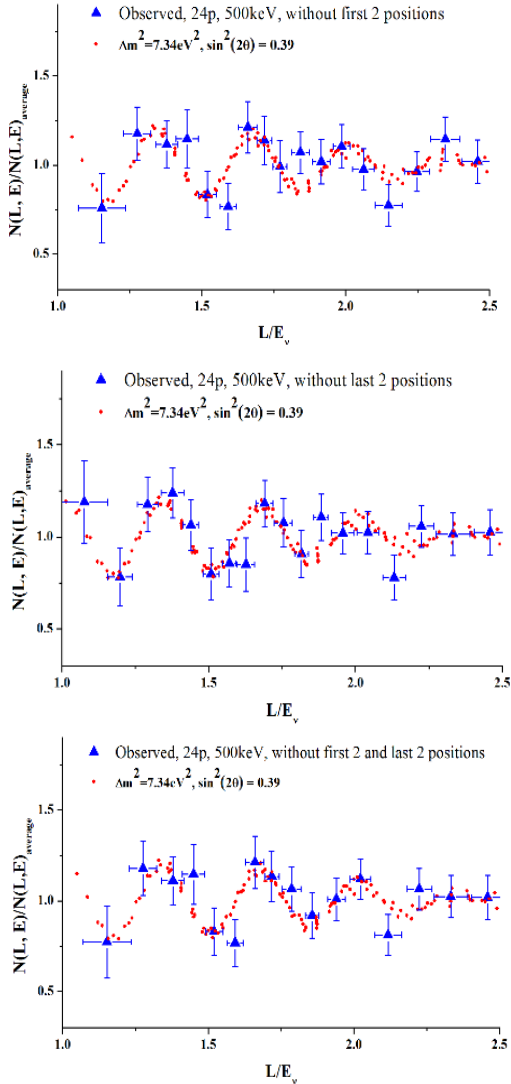 Observed, 24p, 500keV, without first 2 positions
Δm²=7.34eV², sin²(2θ) = 0.39
N(L, E)/N(L,E)average
1.5
1.0
0.5
1.0 1.5 2.0 2.5
L/Eν
Observed, 24p, 500keV, without last 2 positions
Δm²=7.34eV², sin²(2θ) = 0.39
N(L, E)/N(L,E)average
1.5
1.0
0.5
1.0 1.5 2.0 2.5
L/Eν
Observed, 24p, 500keV, without first 2 and last 2 positions
Δm²=7.34eV², sin²(2θ) = 0.39
N(L, E)/N(L,E)average
1.5
1.0
0.5
1.0 1.5 2.0 2.5
L/Eν